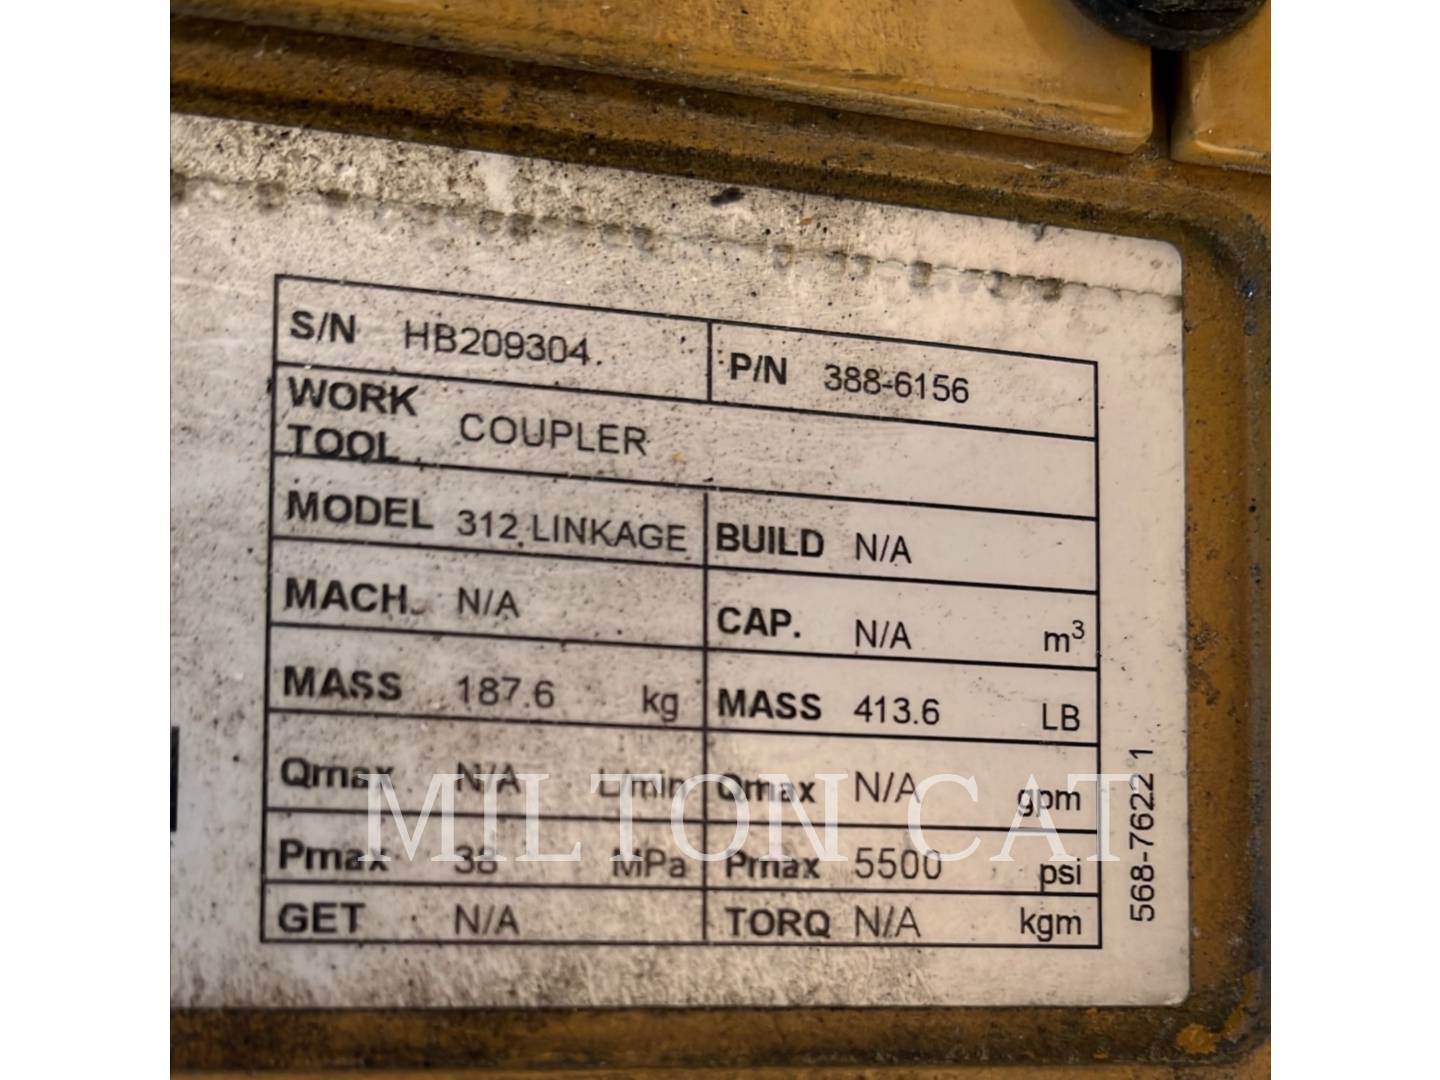 S/N HB209304 P/N 388-6156
WORK TOOL COUPLER
MODEL 312 LINKAGE BUILD N/A
MACH. N/A CAP. N/A m³
MASS 187.6 kg MASS 413.6 LB
Qmax N/A L/min Qmax N/A gpm
Pmax 38 MPa Pmax 5500 psi
GET N/A TORQ N/A kgm
568-7622 1
MILTON CAT